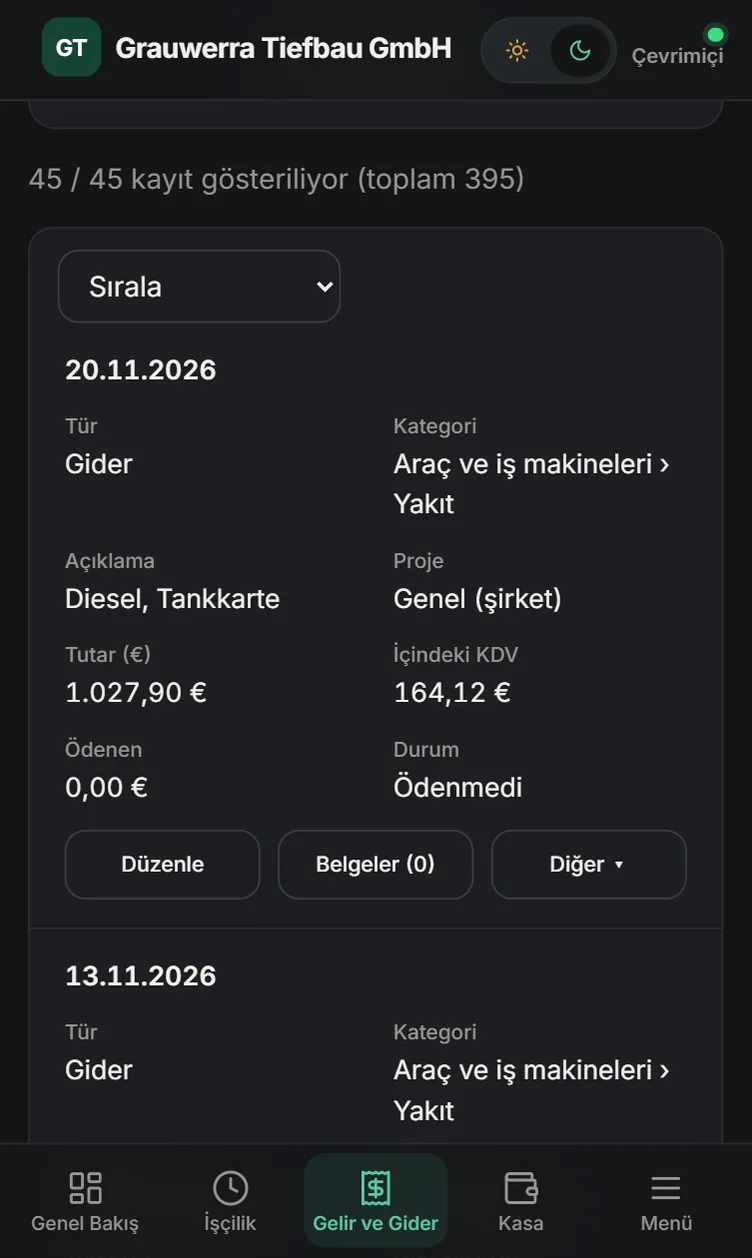 GT Grauwerra Tiefbau GmbH
Çevrimiçi
45 / 45 kayıt gösteriliyor (toplam 395)
Sırala
20.11.2026
Tür
Kategori
Gider
Araç ve iş makineleri ›
Yakıt
Açıklama
Proje
Diesel, Tankkarte
Genel (şirket)
Tutar (€)
İçindeki KDV
1.027,90 €
164,12 €
Ödenen
Durum
0,00 €
Ödenmedi
Düzenle
Belgeler (0)
Diğer ▾
13.11.2026
Tür
Kategori
Gider
Araç ve iş makineleri ›
Yakıt
Genel Bakış
İşçilik
Gelir ve Gider
Kasa
Menü